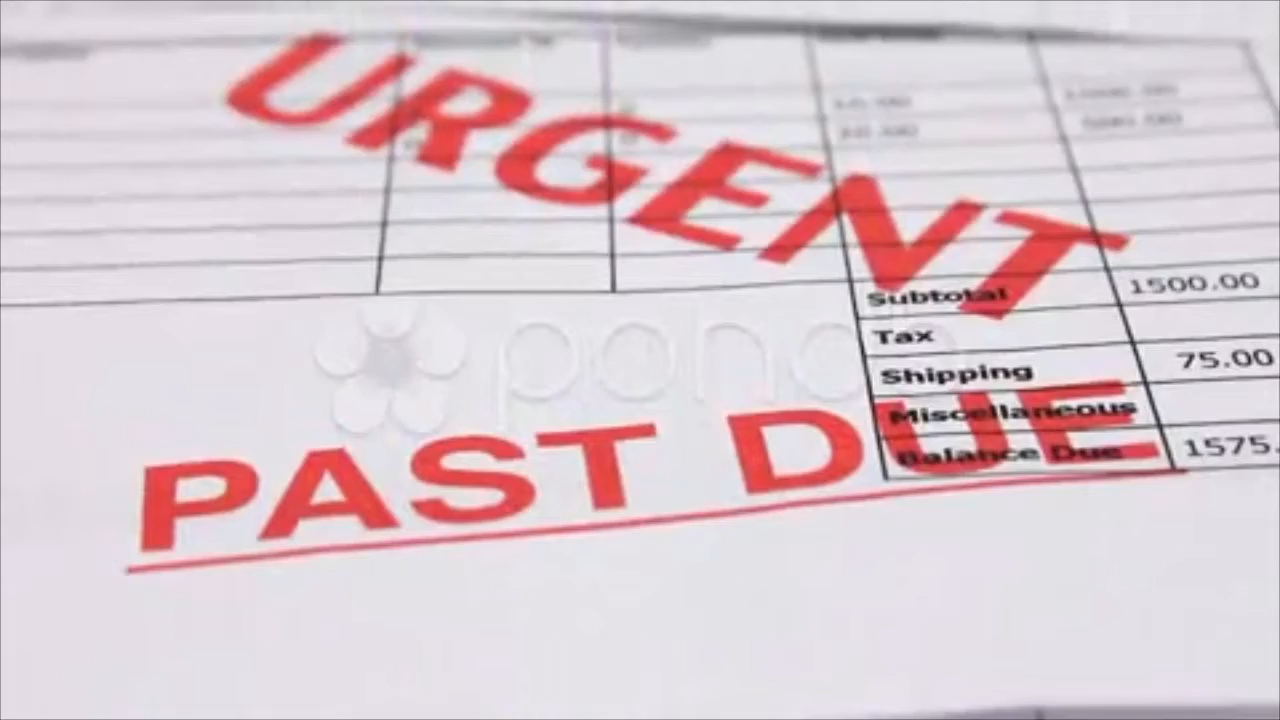 URGENT
Subtotal 1500.00
Tax
Shipping 75.00
Miscellaneous
Balance Due 1575.
PAST DUE